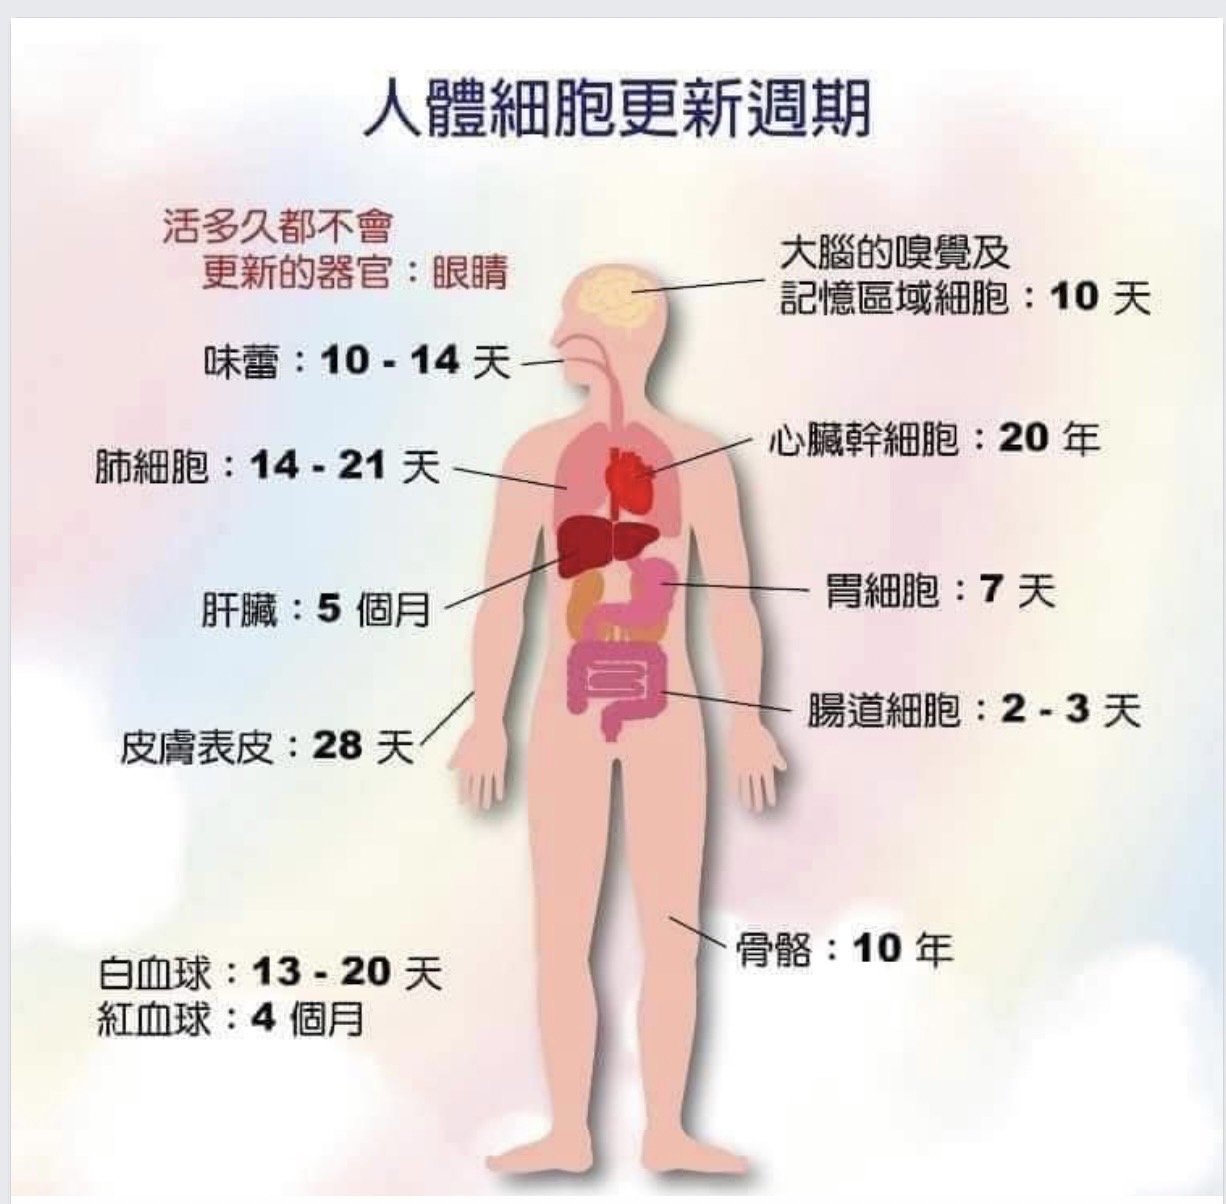 人體細胞更新週期
活多久都不會
更新的器官：眼睛
大腦的嗅覺及
記憶區域細胞：10 天
味蕾：10 - 14 天
心臟幹細胞：20 年
肺細胞：14 - 21 天
胃細胞：7 天
肝臟：5 個月
腸道細胞：2 - 3 天
皮膚表皮：28 天
骨骼：10 年
白血球：13 - 20 天
紅血球：4 個月